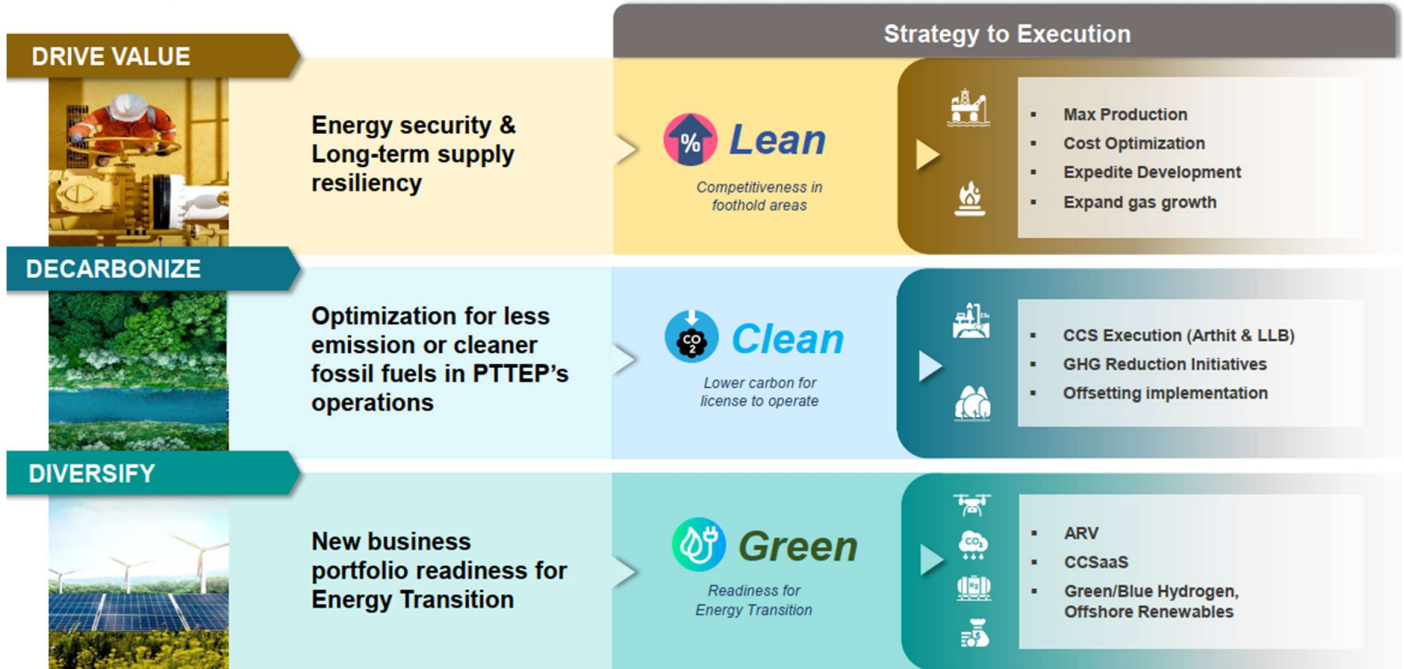 Strategy to Execution
DRIVE VALUE
Energy security &
Long-term supply
resiliency
%
Lean
Competitiveness in
foothold areas
▪ Max Production
▪ Cost Optimization
▪ Expedite Development
▪ Expand gas growth
DECARBONIZE
Optimization for less
emission or cleaner
fossil fuels in PTTEP’s
operations
CO
2
Clean
Lower carbon for
license to operate
▪ CCS Execution (Arthit & LLB)
▪ GHG Reduction Initiatives
▪ Offsetting implementation
DIVERSIFY
New business
portfolio readiness for
Energy Transition
Green
Readiness for
Energy Transition
CO2
▪ ARV
▪ CCSaaS
▪ Green/Blue Hydrogen,
Offshore Renewables